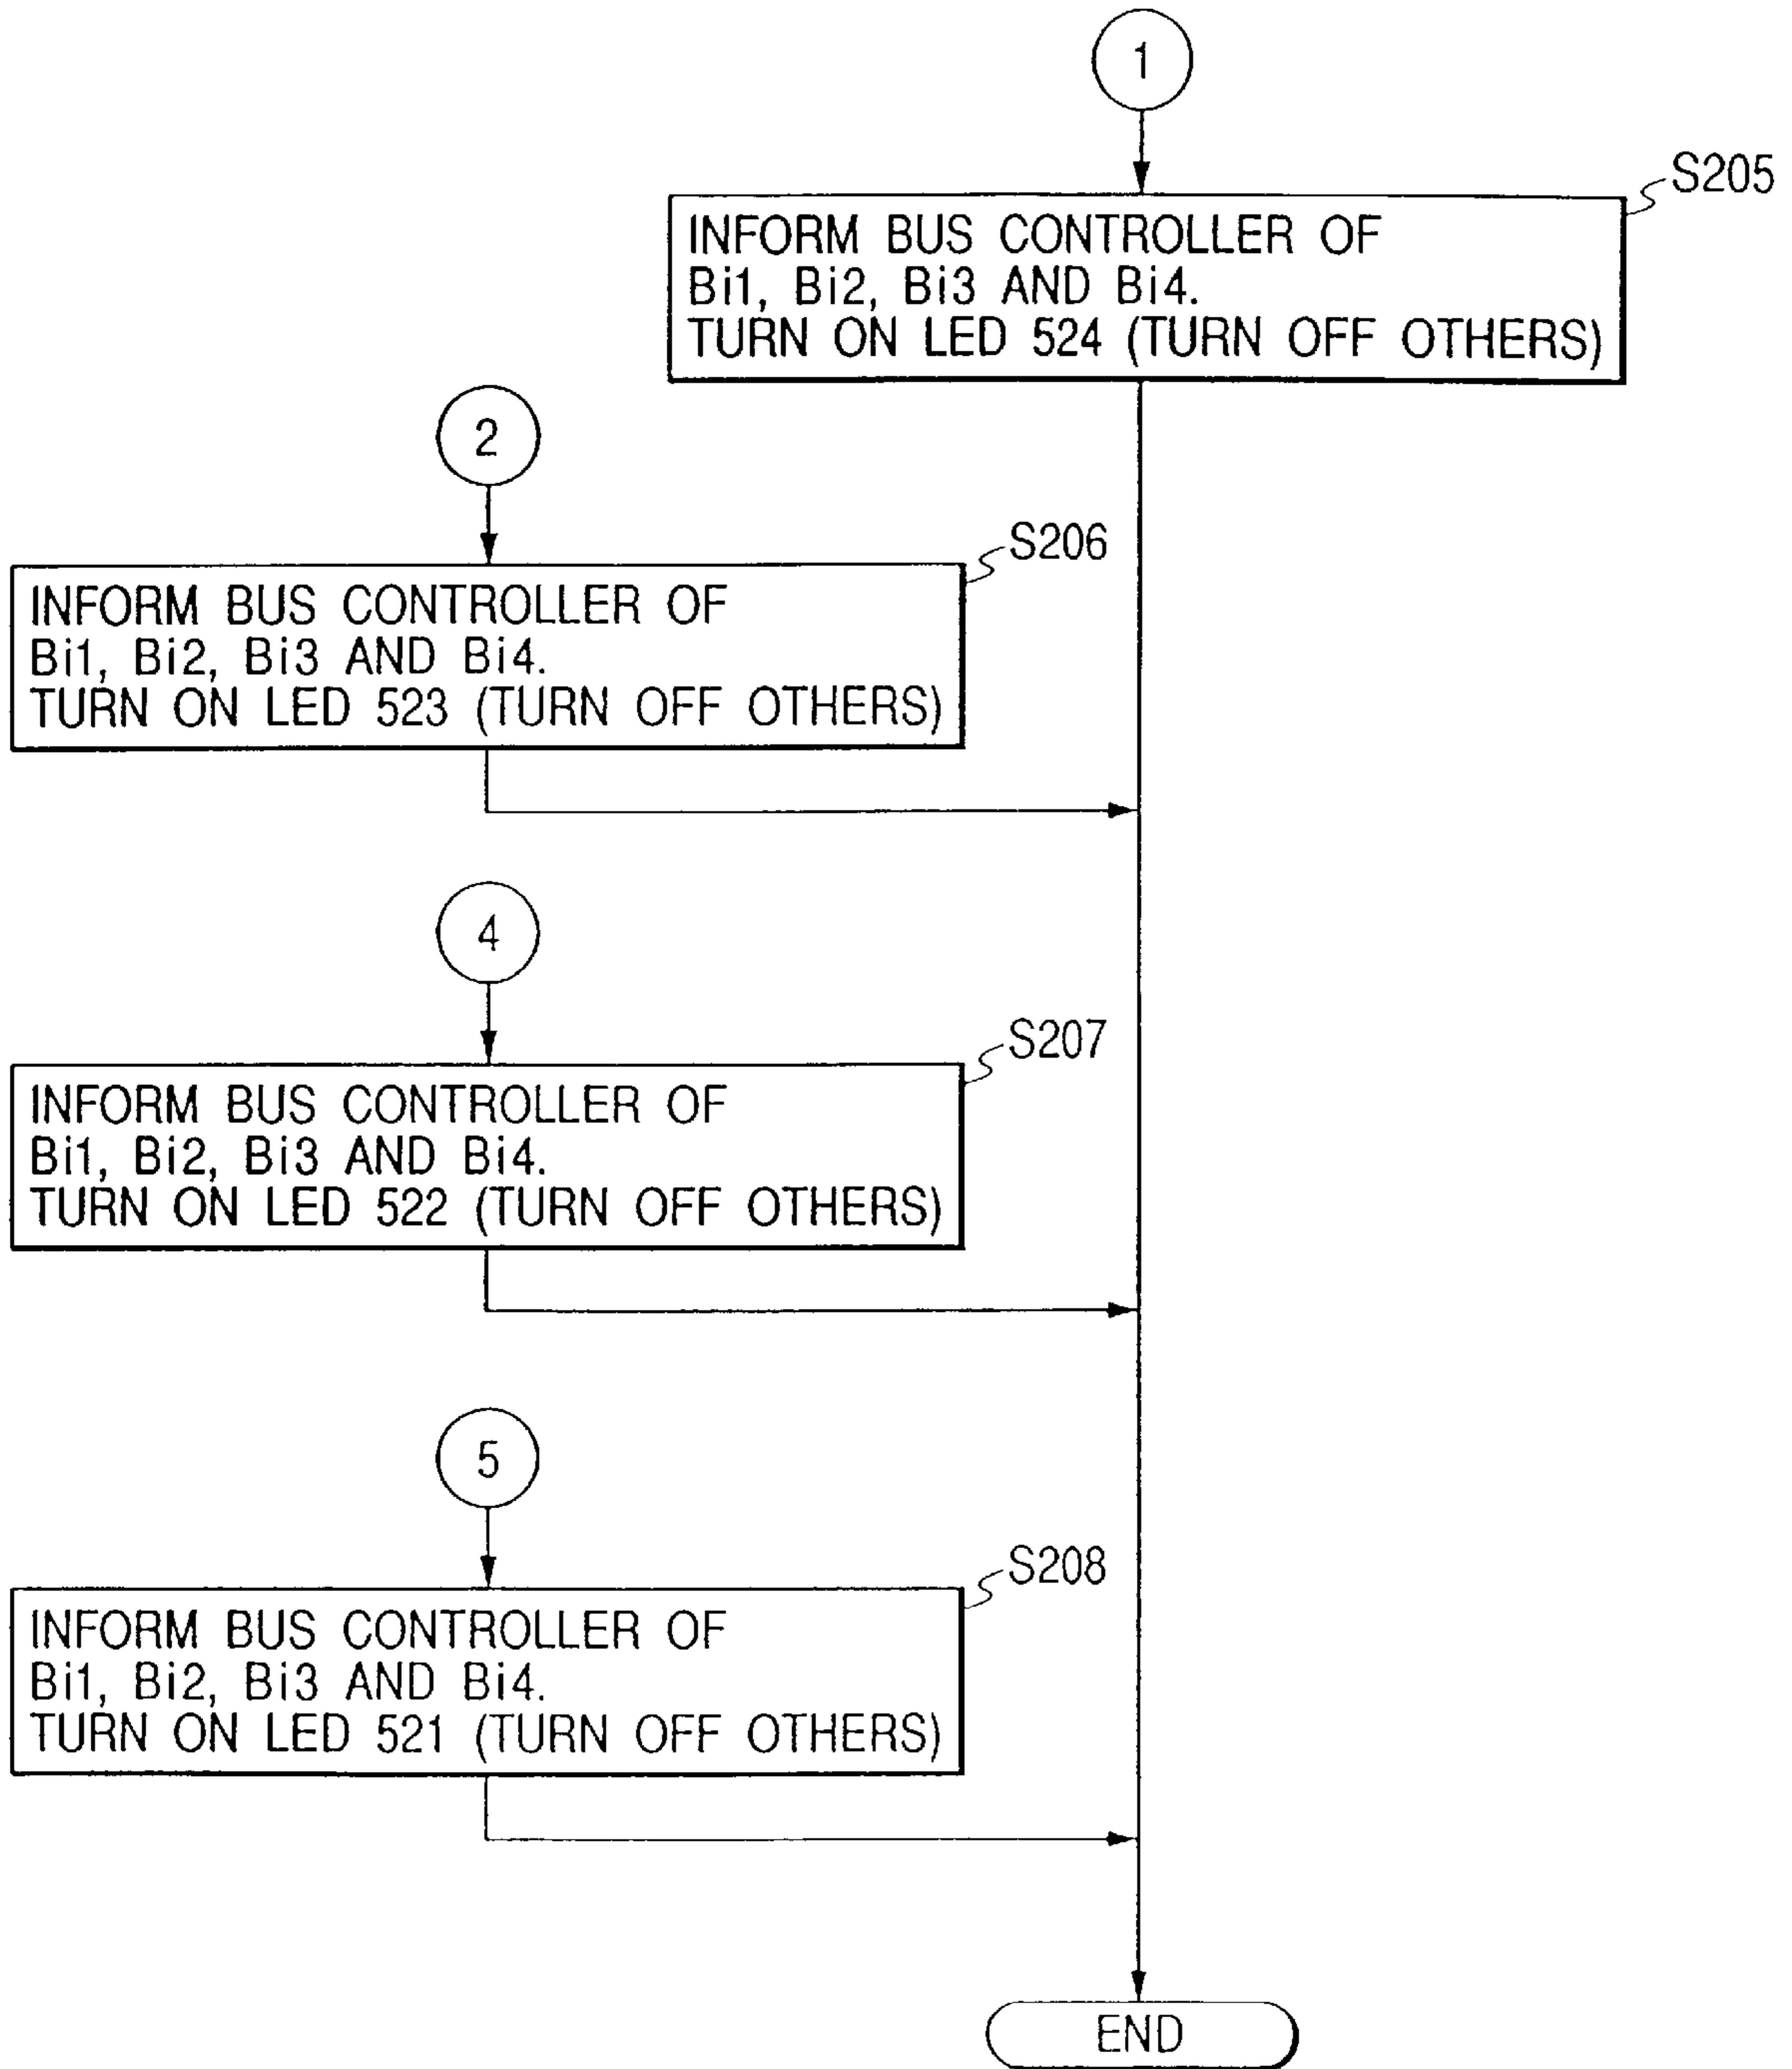 1
S205
INFORM BUS CONTROLLER OF
Bi1, Bi2, Bi3 AND Bi4.
TURN ON LED 524 (TURN OFF OTHERS)
2
S206
INFORM BUS CONTROLLER OF
Bi1, Bi2, Bi3 AND Bi4.
TURN ON LED 523 (TURN OFF OTHERS)
4
S207
INFORM BUS CONTROLLER OF
Bi1, Bi2, Bi3 AND Bi4.
TURN ON LED 522 (TURN OFF OTHERS)
5
S208
INFORM BUS CONTROLLER OF
Bi1, Bi2, Bi3 AND Bi4.
TURN ON LED 521 (TURN OFF OTHERS)
END